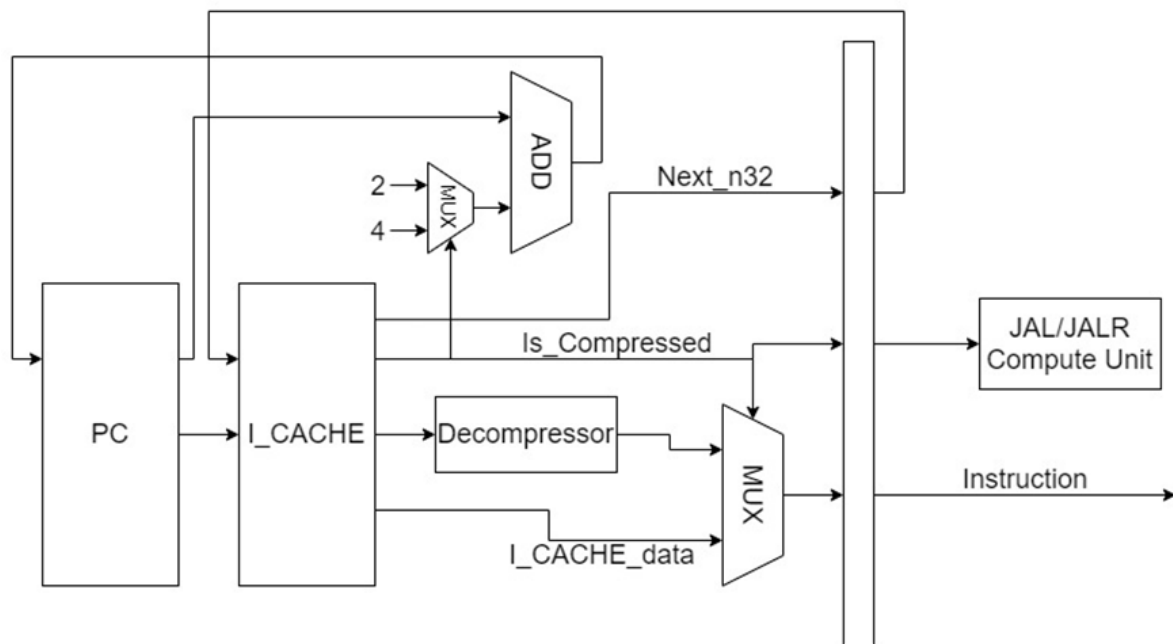 ADD
Next_n32
2
MUX
4
Is_Compressed
JAL/JALR
Compute Unit
PC
I_CACHE
Decompressor
MUX
Instruction
I_CACHE_data